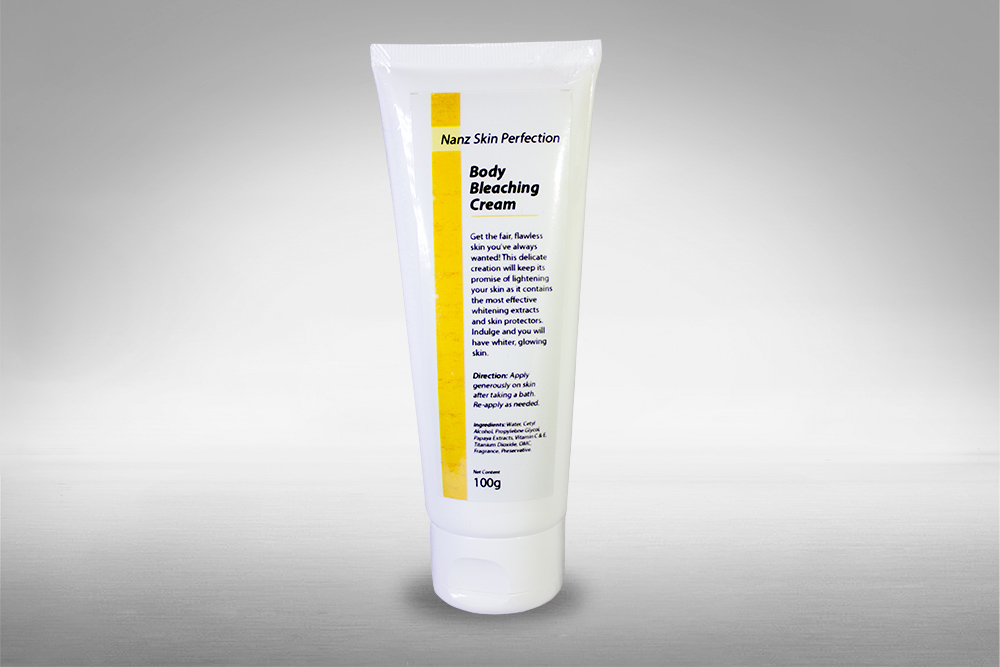 Nanz Skin Perfection
Body
Bleaching
Cream
Get the fair, flawless
skin you've always
wanted! This delicate
creation will keep its
promise of lightening
your skin as it contains
the most effective
whitening extracts
and skin protectors.
Indulge and you will
have whiter, glowing
skin.
Direction: Apply
generously on skin
after taking a bath.
Re-apply as needed.
Ingredients: Water, Cetyl
Alcohol, Propylebne Glycol,
Papaya Extracts, Vitamin C & E,
Titanium Dioxide, GMC
Fragrance, Preservative
Net Content
100g